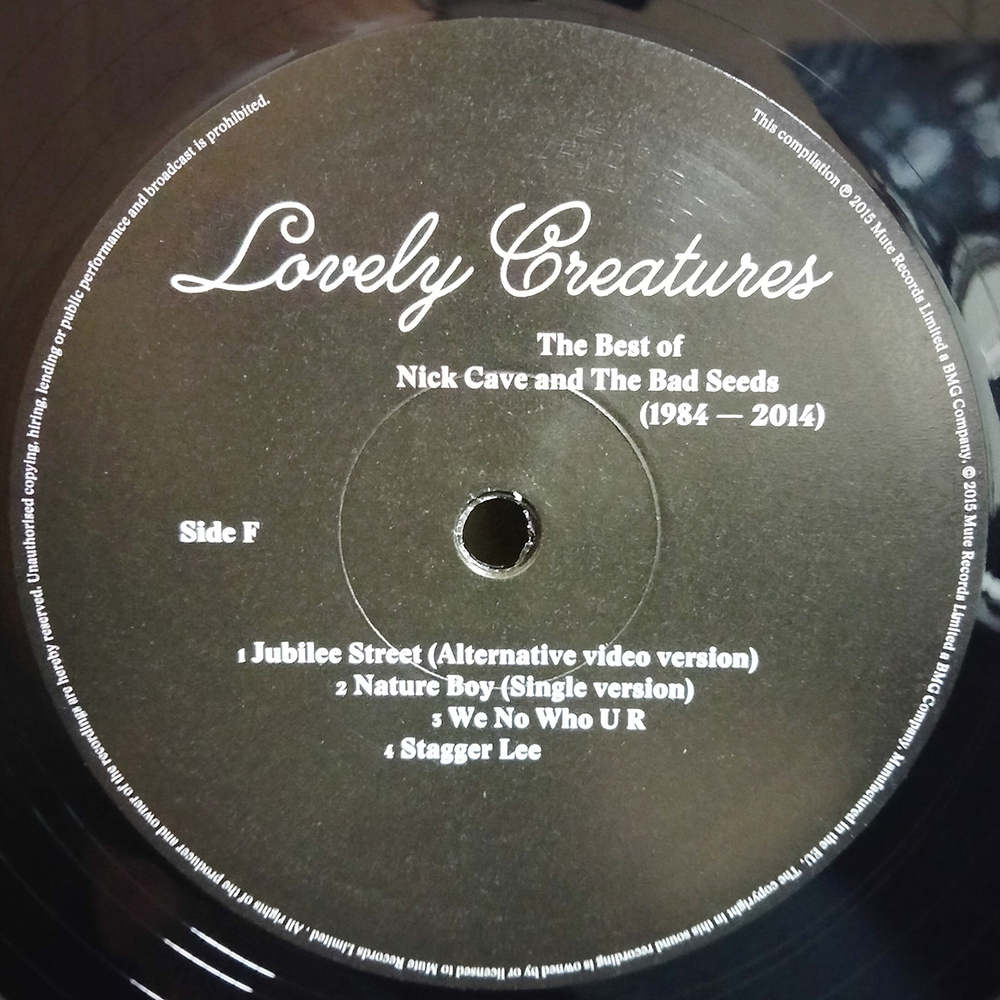 Lovely Creatures
The Best of
Nick Cave and The Bad Seeds
(1984 — 2014)
Side F
1 Jubilee Street (Alternative video version)
2 Nature Boy (Single version)
3 We No Who U R
4 Stagger Lee
This compilation ℗ 2015 Mute Records Limited a BMG Company. © 2015 Mute Records Limited a BMG Company. Manufactured in the EU. The copyright in this sound recording is owned by or licensed to Mute Records Limited. All rights of the producer and owner of the recordings are hereby reserved. Unauthorised copying, hiring, lending or public performance and broadcast is prohibited.